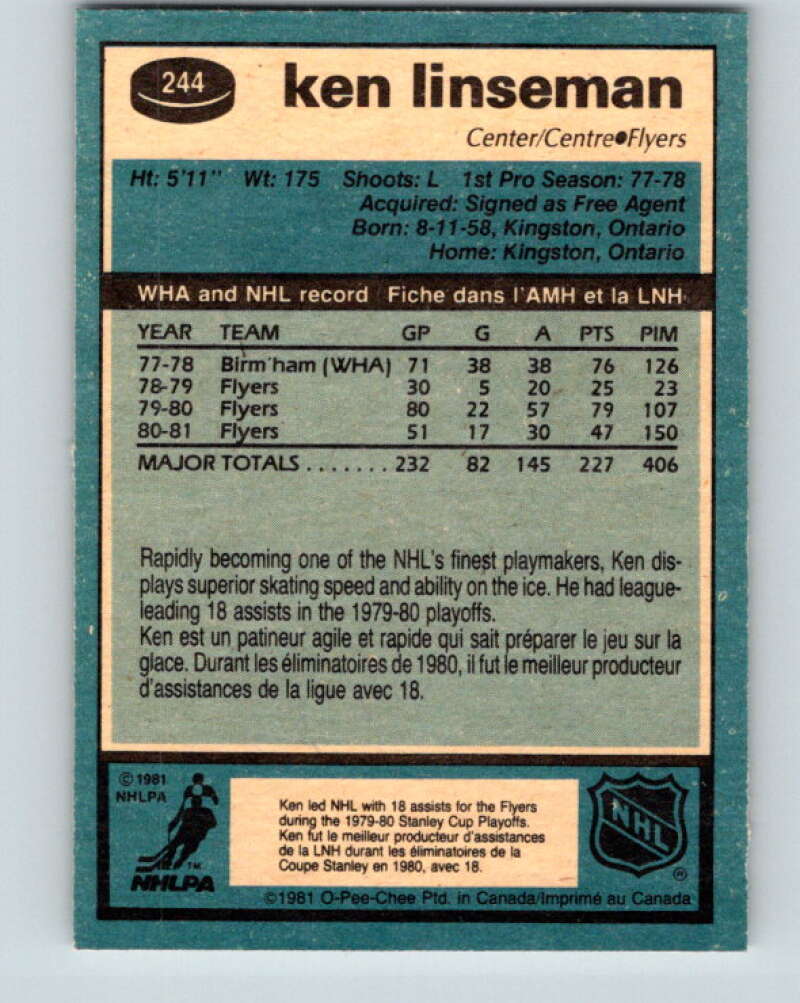 244
ken linseman
Center/Centre●Flyers
Ht: 5'11" Wt: 175 Shoots: L 1st Pro Season: 77-78
Acquired: Signed as Free Agent
Born: 8-11-58, Kingston, Ontario
Home: Kingston, Ontario
WHA and NHL record Fiche dans l'AMH et la LNH
YEAR TEAM GP G A PTS PIM
77-78 Birm'ham (WHA) 71 38 38 76 126
78-79 Flyers 30 5 20 25 23
79-80 Flyers 80 22 57 79 107
80-81 Flyers 51 17 30 47 150
MAJOR TOTALS ....... 232 82 145 227 406
Rapidly becoming one of the NHL's finest playmakers, Ken dis-
plays superior skating speed and ability on the ice. He had league-
leading 18 assists in the 1979-80 playoffs.
Ken est un patineur agile et rapide qui sait préparer le jeu sur la
glace. Durant les éliminatoires de 1980, il fut le meilleur producteur
d'assistances de la ligue avec 18.
©1981
NHLPA
TM
NHLPA
Ken led NHL with 18 assists for the Flyers
during the 1979-80 Stanley Cup Playoffs.
Ken fut le meilleur producteur d'assistances
de la LNH durant les éliminatoires de la
Coupe Stanley en 1980, avec 18.
NHL
®
©1981 O-Pee-Chee Ptd. in Canada/Imprimé au Canada